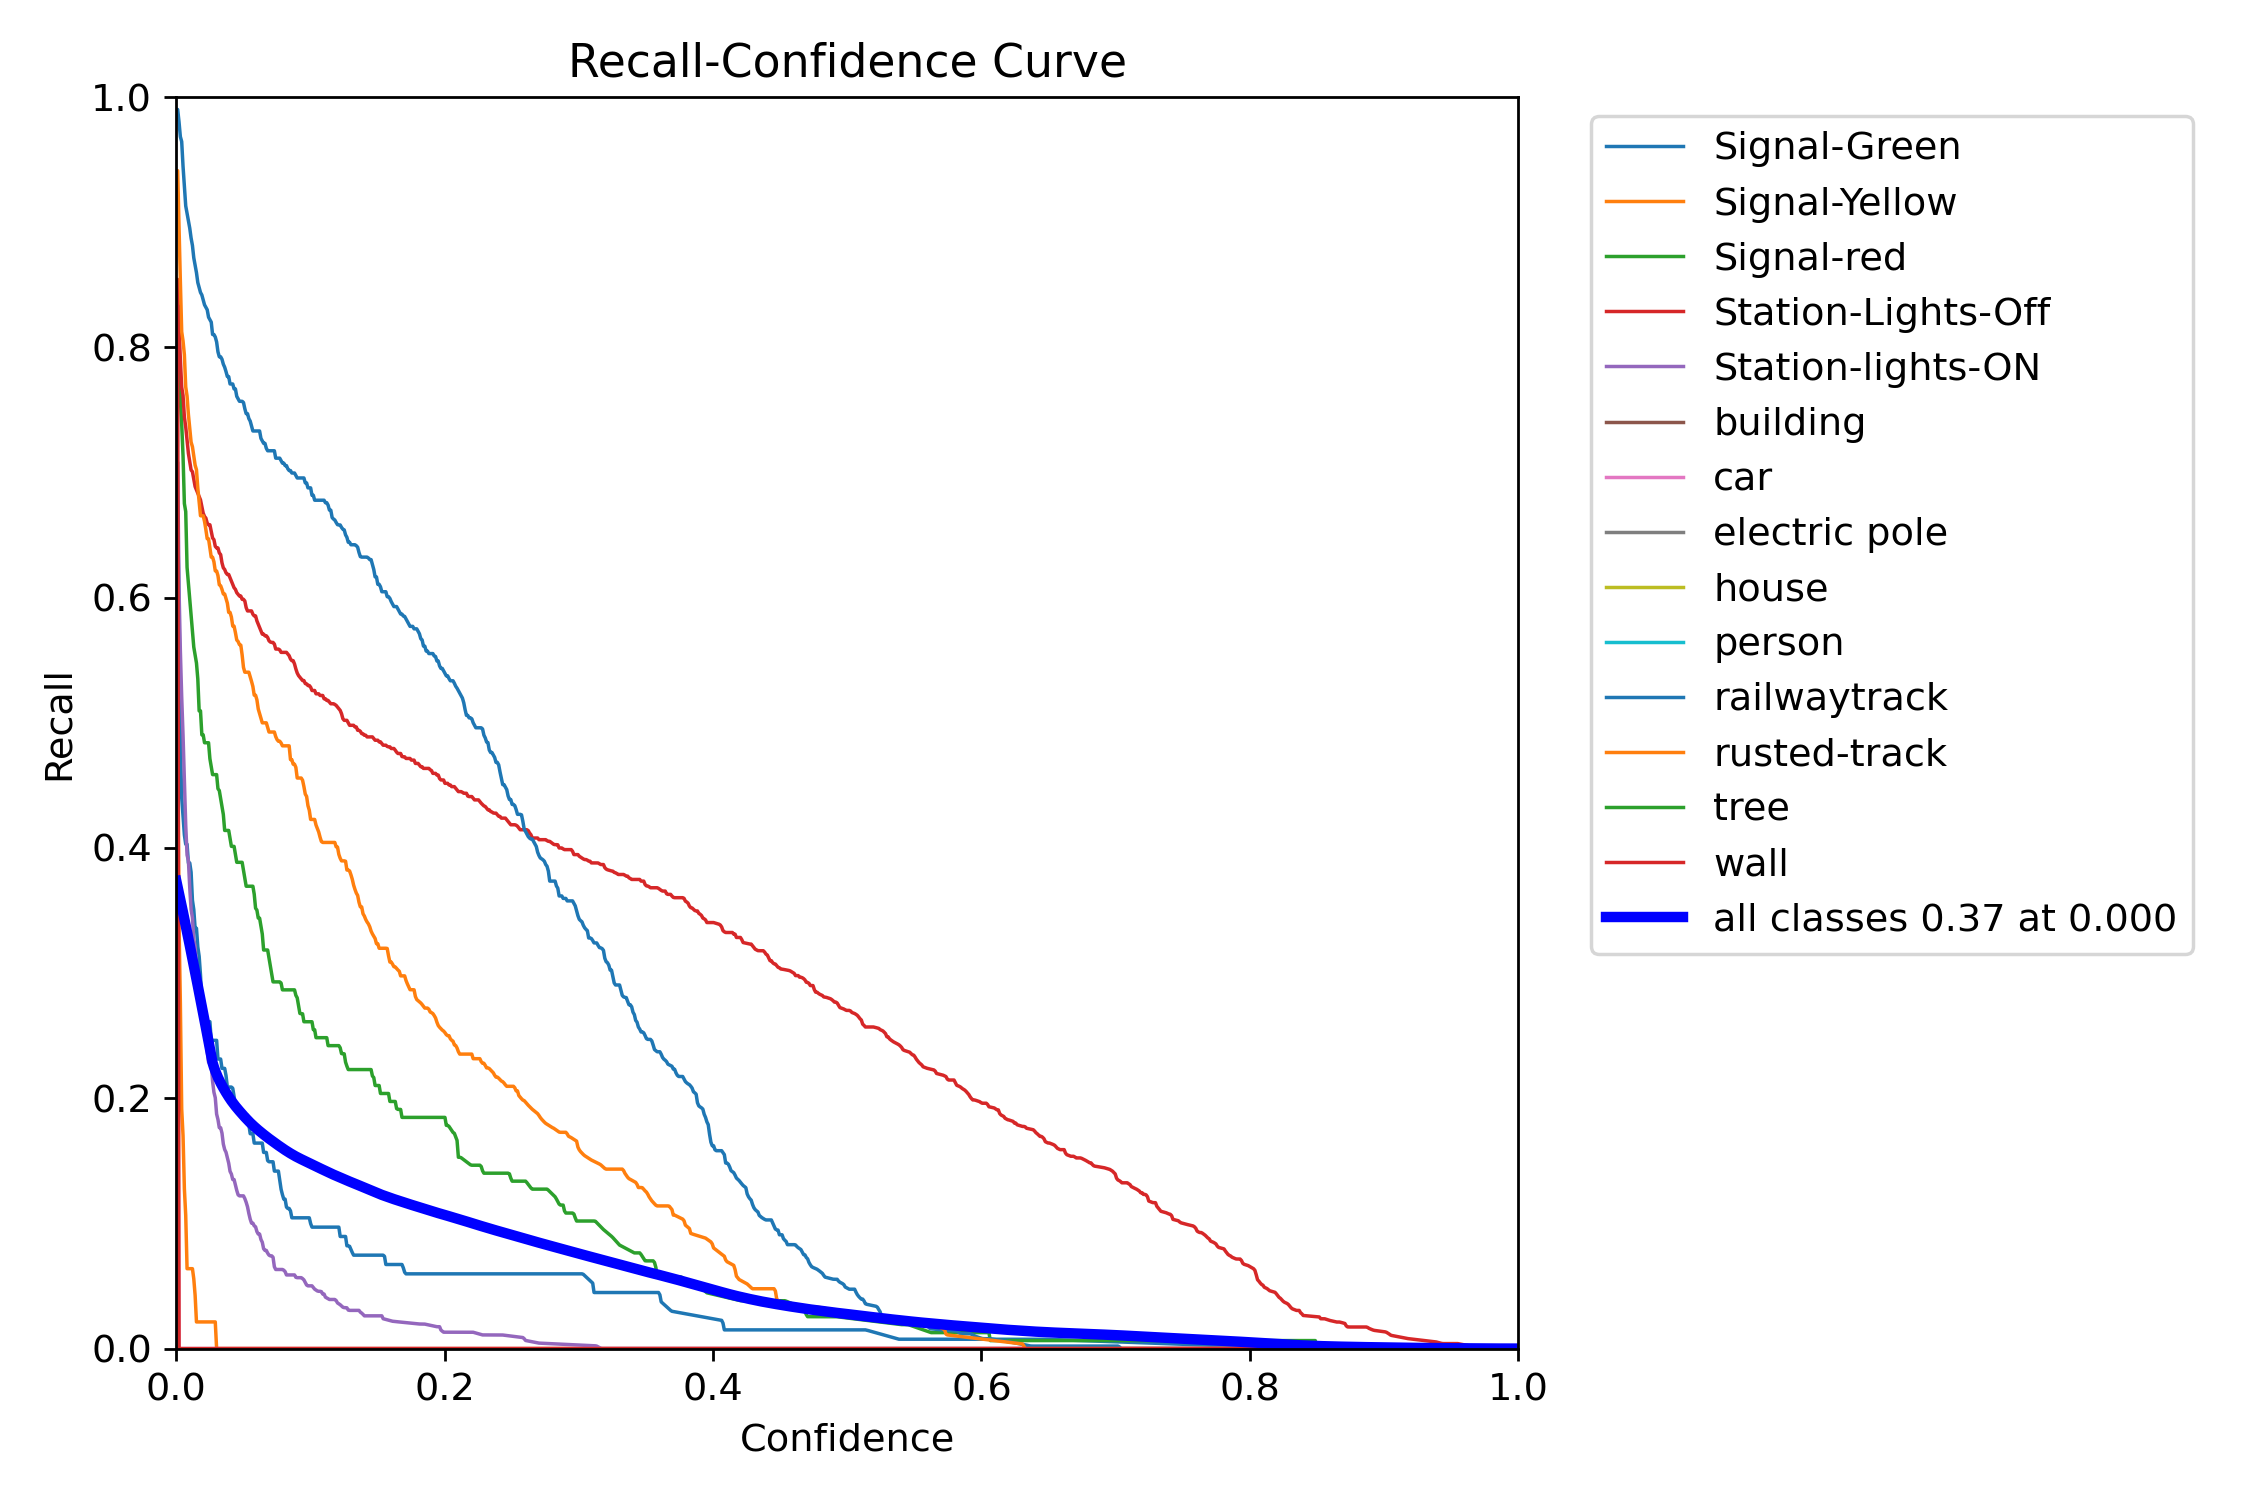 Recall-Confidence Curve
1.0
0.8
0.6
0.4
0.2
0.0
Recall
0.0 0.2 0.4 0.6 0.8 1.0
Confidence
Signal-Green
Signal-Yellow
Signal-red
Station-Lights-Off
Station-lights-ON
building
car
electric pole
house
person
railwaytrack
rusted-track
tree
wall
all classes 0.37 at 0.000